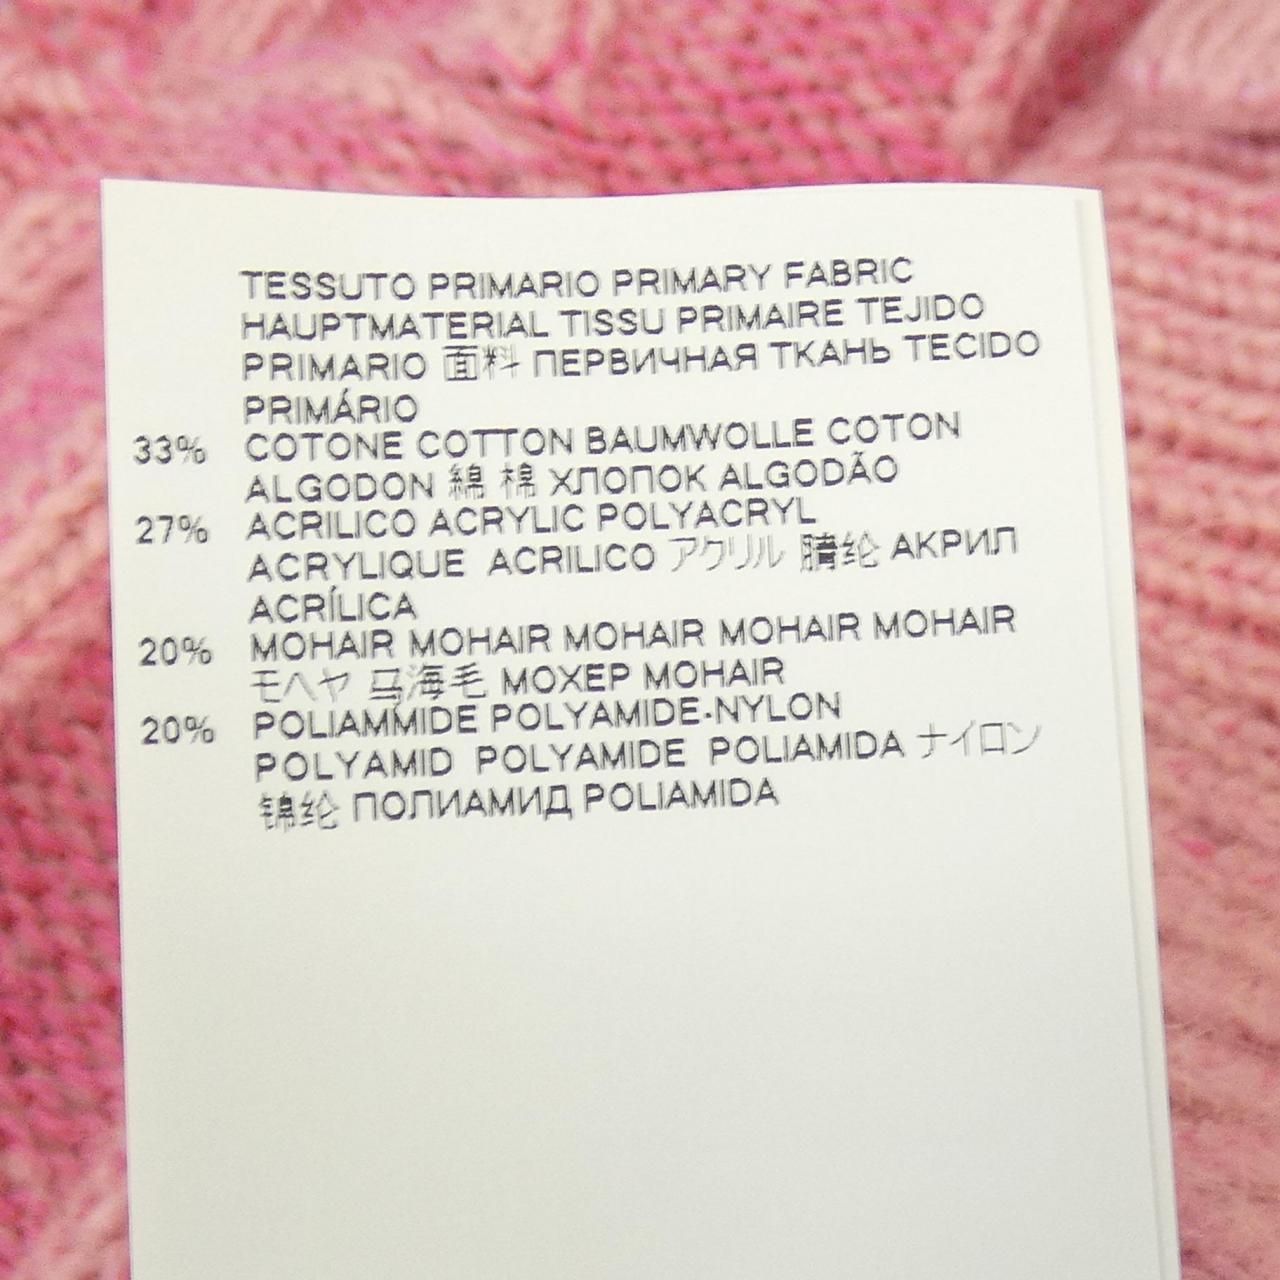 TESSUTO PRIMARIO PRIMARY FABRIC
HAUPTMATERIAL TISSU PRIMAIRE TEJIDO
PRIMARIO 面料 ПЕРВИЧНАЯ ТКАНЬ TECIDO
PRIMÁRIO
33% COTONE COTTON BAUMWOLLE COTON
ALGODON 綿 棉 ХЛОПОК ALGODÃO
27% ACRILICO ACRYLIC POLYACRYL
ACRYLIQUE ACRILICO アクリル 腈纶 АКРИЛ
ACRÍLICA
20% MOHAIR MOHAIR MOHAIR MOHAIR MOHAIR
モヘヤ 马海毛 МОХЕР MOHAIR
20% POLIAMMIDE POLYAMIDE-NYLON
POLYAMID POLYAMIDE POLIAMIDA ナイロン
锦纶 ПОЛИАМИД POLIAMIDA